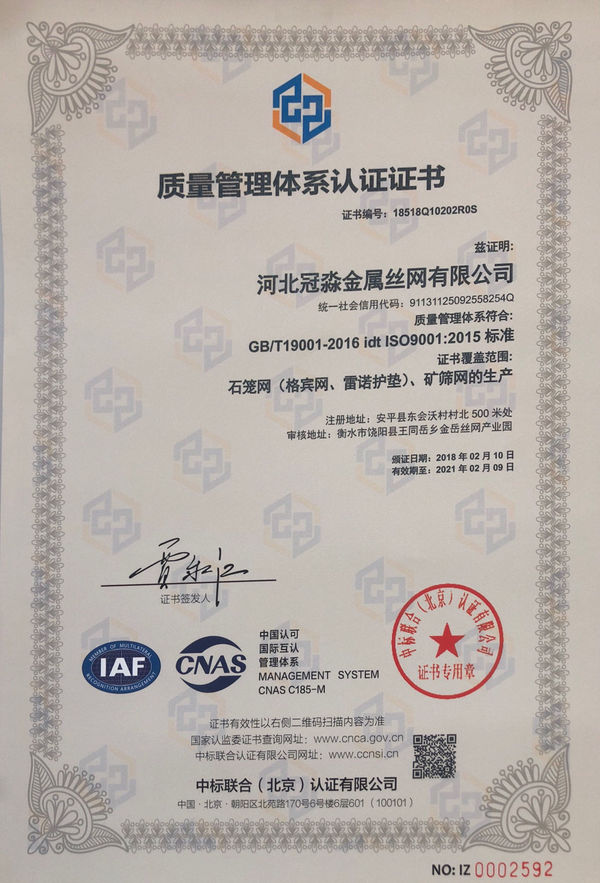 质量管理体系认证证书
证书编号：18518Q10202R0S
兹证明：
河北冠淼金属丝网有限公司
统一社会信用代码：91131125092558254Q
质量管理体系符合：
GB/T19001-2016 idt ISO9001:2015 标准
证书覆盖范围：
石笼网（格宾网、雷诺护垫）、矿筛网的生产
注册地址：安平县东会沃村村北 500 米处
审核地址：衡水市饶阳县王同岳乡金岳丝网产业园
颁证日期：2018 年 02 月 10 日
有效期至：2021 年 02 月 09 日
证书签发人
MEMBER OF MULTILATERAL
IAF
RECOGNITION ARRANGEMENT
CNAS
中国认可
国际互认
管理体系
MANAGEMENT SYSTEM
CNAS C185-M
中标联合（北京）认证有限公司
证书专用章
证书有效性以右侧二维码扫描内容为准
国家认监委证书查询网址：www.cnca.gov.cn
中标联合认证有限公司网址：www.ccnsi.cn
中标联合（北京）认证有限公司
中国·北京·朝阳区北苑路170号6号楼6层601（100101）
NO: IZ 0002592